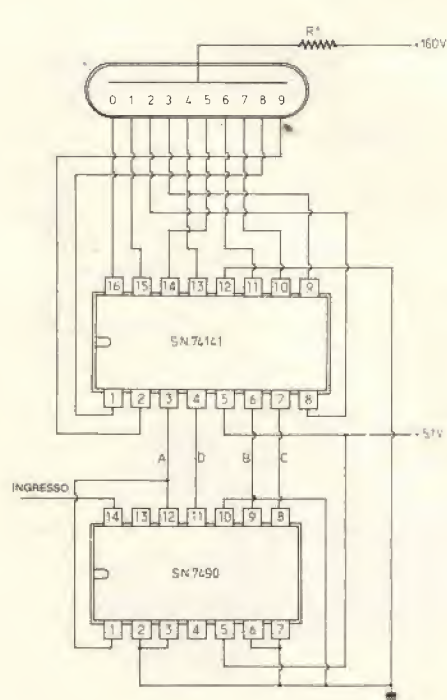 R*
+160V
0 1 2 3 4 5 6 7 8 9
16 15 14 13 12 11 10 9
SN74141
1 2 3 4 5 6 7 8
+5,1V
A D B C
INGRESSO
14 13 12 11 10 9 8
SN7490
1 2 3 4 5 6 7